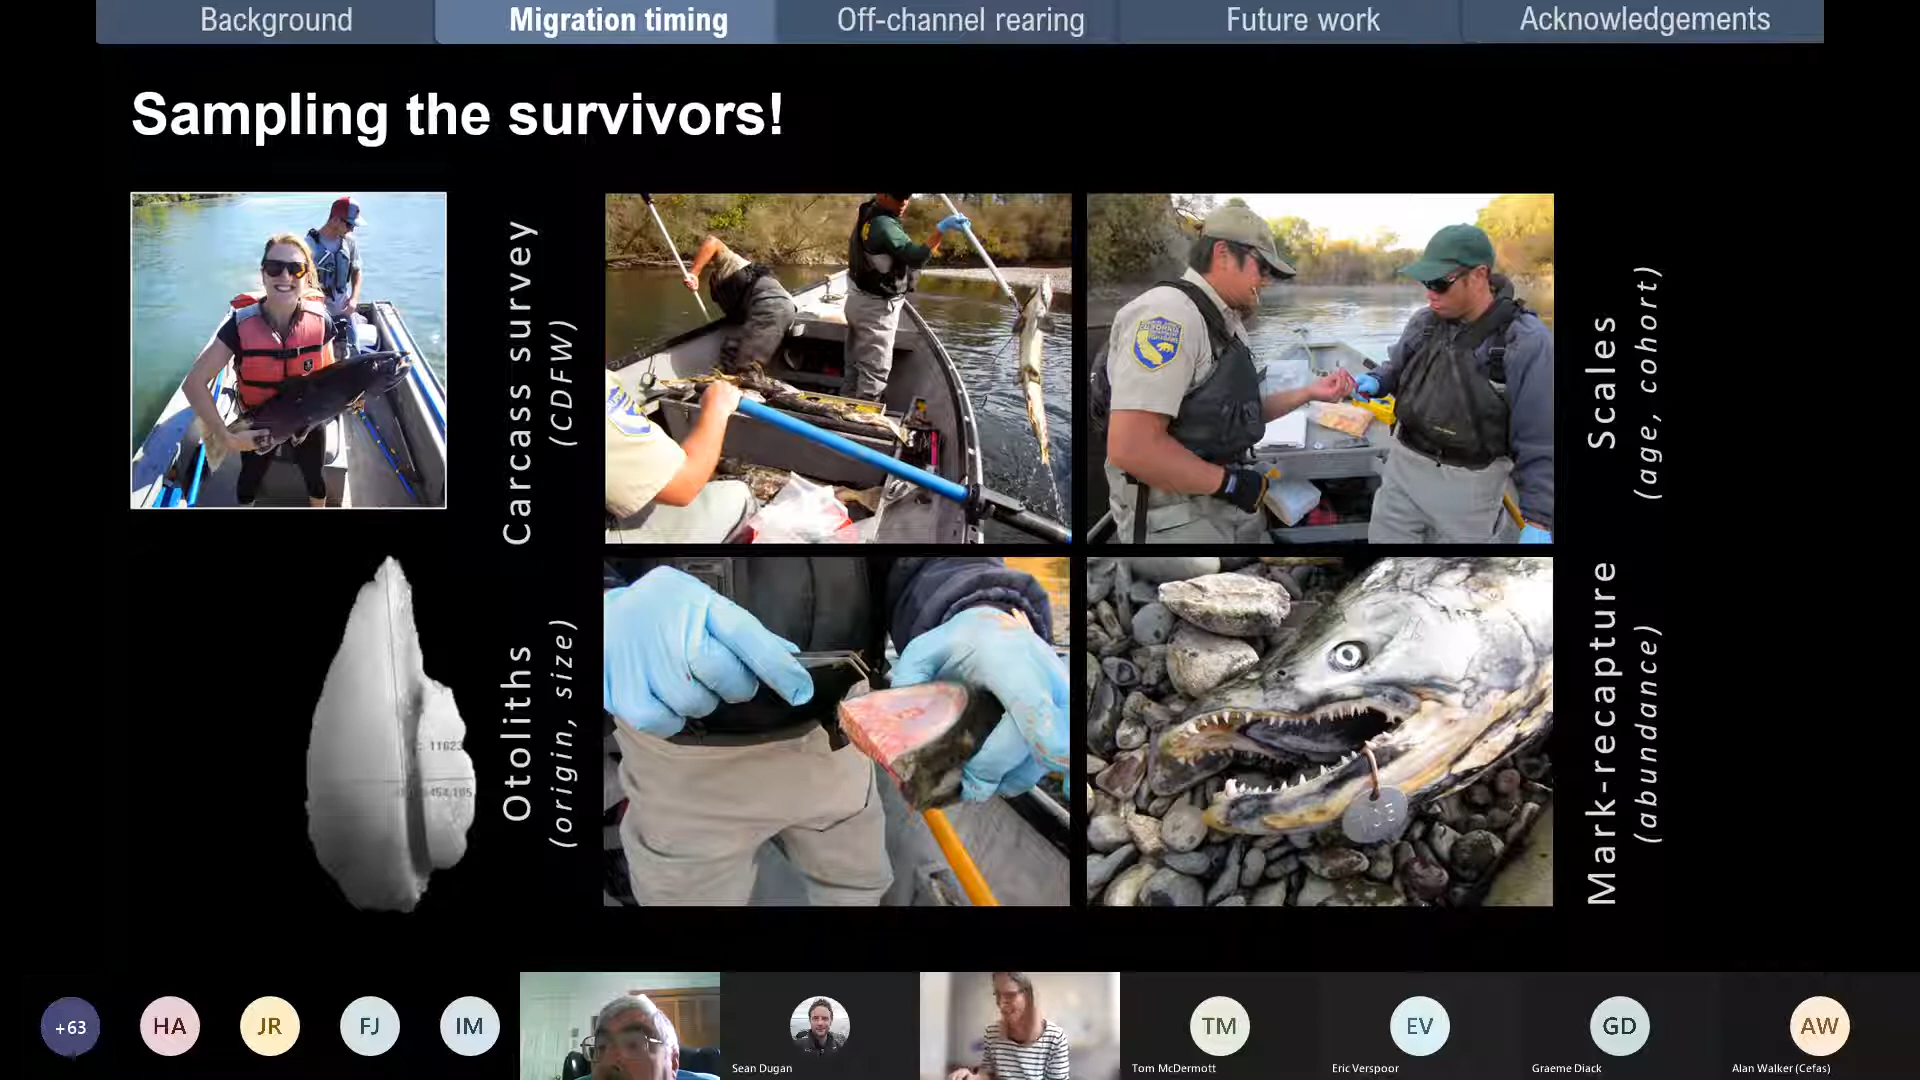 Background
Migration timing
Off-channel rearing
Future work
Acknowledgements
Sampling the survivors!
Carcass survey
(CDFW)
Scales
(age, cohort)
Otoliths
(origin, size)
Mark-recapture
(abundance)
CALIFORNIA
+63
HA
JR
FJ
IM
Sean Dugan
TM
Tom McDermott
EV
Eric Verspoor
GD
Graeme Diack
AW
Alan Walker (Cefas)